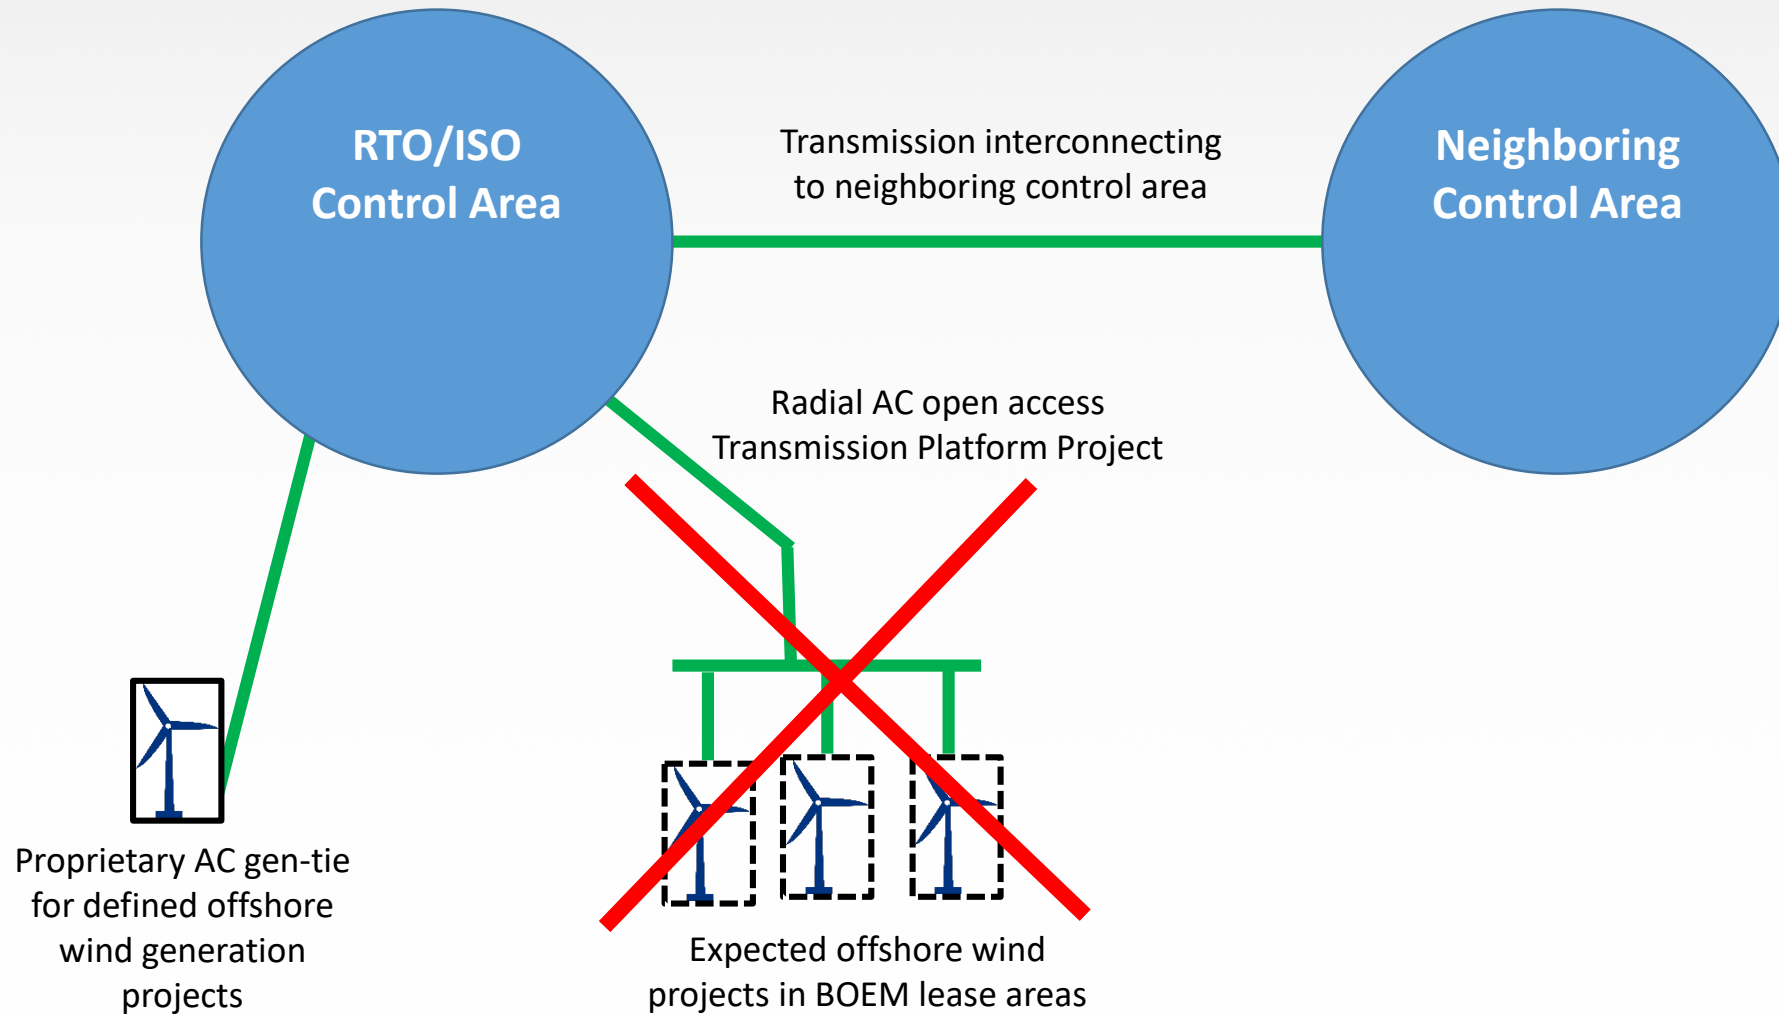 RTO/ISO
Control Area
Transmission interconnecting
to neighboring control area
Neighboring
Control Area
Radial AC open access
Transmission Platform Project
Proprietary AC gen-tie
for defined offshore
wind generation
projects
Expected offshore wind
projects in BOEM lease areas